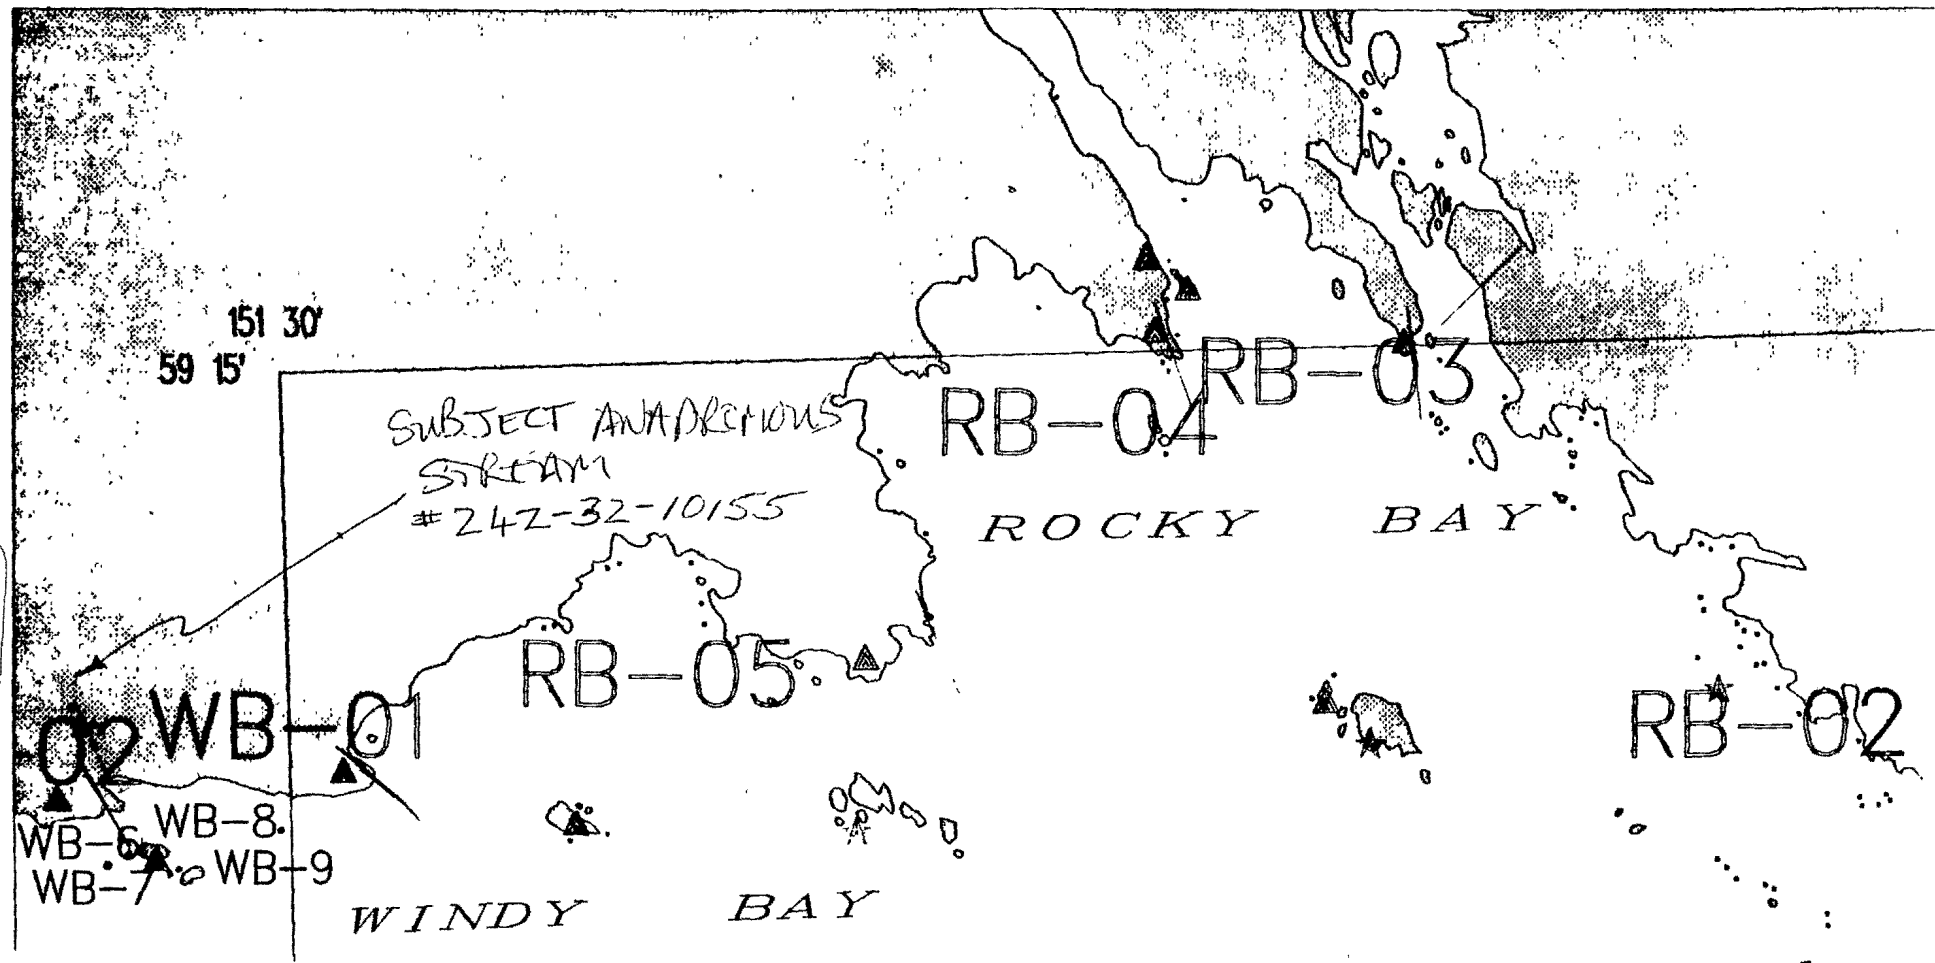 151 30'
59 15'
SUBJECT ANADROMOUS
STREAM
#242-32-10155
RB-04
RB-03
ROCKY BAY
RB-05
RB-02
02
WB-01
WB-8
WB-6
WB-9
WB-7
WINDY BAY